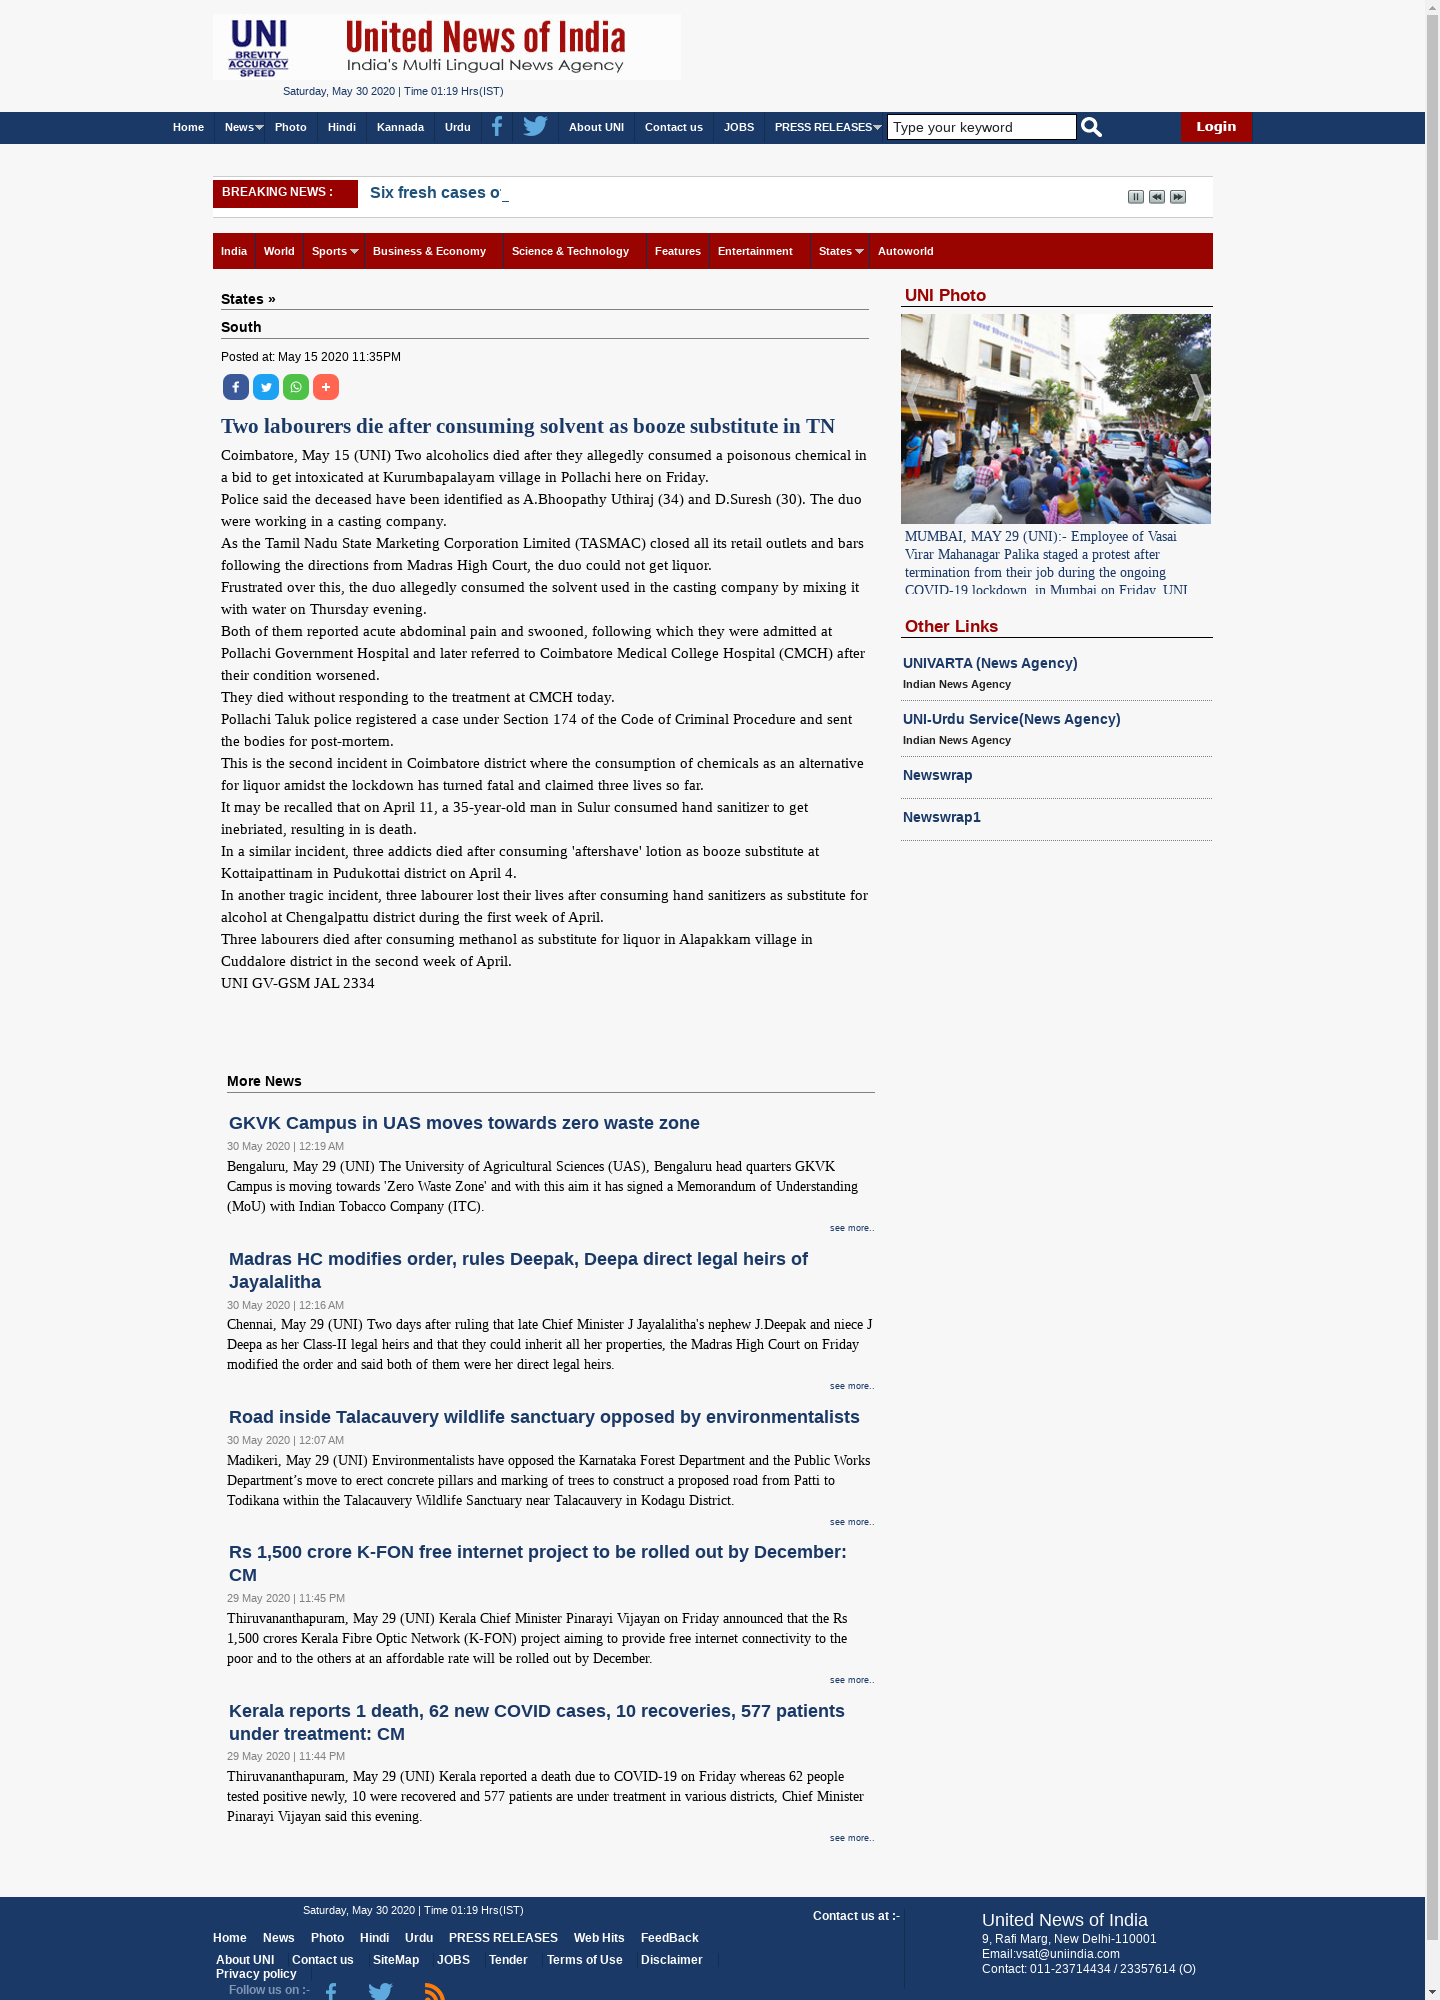 UNI
BREVITY
ACCURACY
SPEED
United News of India
India's Multi Lingual News Agency
Saturday, May 30 2020 | Time 01:19 Hrs(IST)
Home News Photo Hindi Kannada Urdu About UNI Contact us JOBS PRESS RELEASES Type your keyword Login
BREAKING NEWS : Six fresh cases o _
India World Sports Business & Economy Science & Technology Features Entertainment States Autoworld
States »
South
Posted at: May 15 2020 11:35PM
Two labourers die after consuming solvent as booze substitute in TN
Coimbatore, May 15 (UNI) Two alcoholics died after they allegedly consumed a poisonous chemical in
a bid to get intoxicated at Kurumbapalayam village in Pollachi here on Friday.
Police said the deceased have been identified as A.Bhoopathy Uthiraj (34) and D.Suresh (30). The duo
were working in a casting company.
As the Tamil Nadu State Marketing Corporation Limited (TASMAC) closed all its retail outlets and bars
following the directions from Madras High Court, the duo could not get liquor.
Frustrated over this, the duo allegedly consumed the solvent used in the casting company by mixing it
with water on Thursday evening.
Both of them reported acute abdominal pain and swooned, following which they were admitted at
Pollachi Government Hospital and later referred to Coimbatore Medical College Hospital (CMCH) after
their condition worsened.
They died without responding to the treatment at CMCH today.
Pollachi Taluk police registered a case under Section 174 of the Code of Criminal Procedure and sent
the bodies for post-mortem.
This is the second incident in Coimbatore district where the consumption of chemicals as an alternative
for liquor amidst the lockdown has turned fatal and claimed three lives so far.
It may be recalled that on April 11, a 35-year-old man in Sulur consumed hand sanitizer to get
inebriated, resulting in is death.
In a similar incident, three addicts died after consuming 'aftershave' lotion as booze substitute at
Kottaipattinam in Pudukottai district on April 4.
In another tragic incident, three labourer lost their lives after consuming hand sanitizers as substitute for
alcohol at Chengalpattu district during the first week of April.
Three labourers died after consuming methanol as substitute for liquor in Alapakkam village in
Cuddalore district in the second week of April.
UNI GV-GSM JAL 2334
More News
GKVK Campus in UAS moves towards zero waste zone
30 May 2020 | 12:19 AM
Bengaluru, May 29 (UNI) The University of Agricultural Sciences (UAS), Bengaluru head quarters GKVK
Campus is moving towards 'Zero Waste Zone' and with this aim it has signed a Memorandum of Understanding
(MoU) with Indian Tobacco Company (ITC).
see more..
Madras HC modifies order, rules Deepak, Deepa direct legal heirs of
Jayalalitha
30 May 2020 | 12:16 AM
Chennai, May 29 (UNI) Two days after ruling that late Chief Minister J Jayalalitha's nephew J.Deepak and niece J
Deepa as her Class-II legal heirs and that they could inherit all her properties, the Madras High Court on Friday
modified the order and said both of them were her direct legal heirs.
see more..
Road inside Talacauvery wildlife sanctuary opposed by environmentalists
30 May 2020 | 12:07 AM
Madikeri, May 29 (UNI) Environmentalists have opposed the Karnataka Forest Department and the Public Works
Department’s move to erect concrete pillars and marking of trees to construct a proposed road from Patti to
Todikana within the Talacauvery Wildlife Sanctuary near Talacauvery in Kodagu District.
see more..
Rs 1,500 crore K-FON free internet project to be rolled out by December:
CM
29 May 2020 | 11:45 PM
Thiruvananthapuram, May 29 (UNI) Kerala Chief Minister Pinarayi Vijayan on Friday announced that the Rs
1,500 crores Kerala Fibre Optic Network (K-FON) project aiming to provide free internet connectivity to the
poor and to the others at an affordable rate will be rolled out by December.
see more..
Kerala reports 1 death, 62 new COVID cases, 10 recoveries, 577 patients
under treatment: CM
29 May 2020 | 11:44 PM
Thiruvananthapuram, May 29 (UNI) Kerala reported a death due to COVID-19 on Friday whereas 62 people
tested positive newly, 10 were recovered and 577 patients are under treatment in various districts, Chief Minister
Pinarayi Vijayan said this evening.
see more..
UNI Photo
MUMBAI, MAY 29 (UNI):- Employee of Vasai
Virar Mahanagar Palika staged a protest after
termination from their job during the ongoing
COVID-19 lockdown, in Mumbai on Friday. UNI
Other Links
UNIVARTA (News Agency)
Indian News Agency
UNI-Urdu Service(News Agency)
Indian News Agency
Newswrap
Newswrap1
Saturday, May 30 2020 | Time 01:19 Hrs(IST)
Home News Photo Hindi Urdu PRESS RELEASES Web Hits FeedBack
About UNI Contact us SiteMap JOBS Tender Terms of Use Disclaimer
Privacy policy
Follow us on :-
Contact us at :-
United News of India
9, Rafi Marg, New Delhi-110001
Email:vsat@uniindia.com
Contact: 011-23714434 / 23357614 (O)